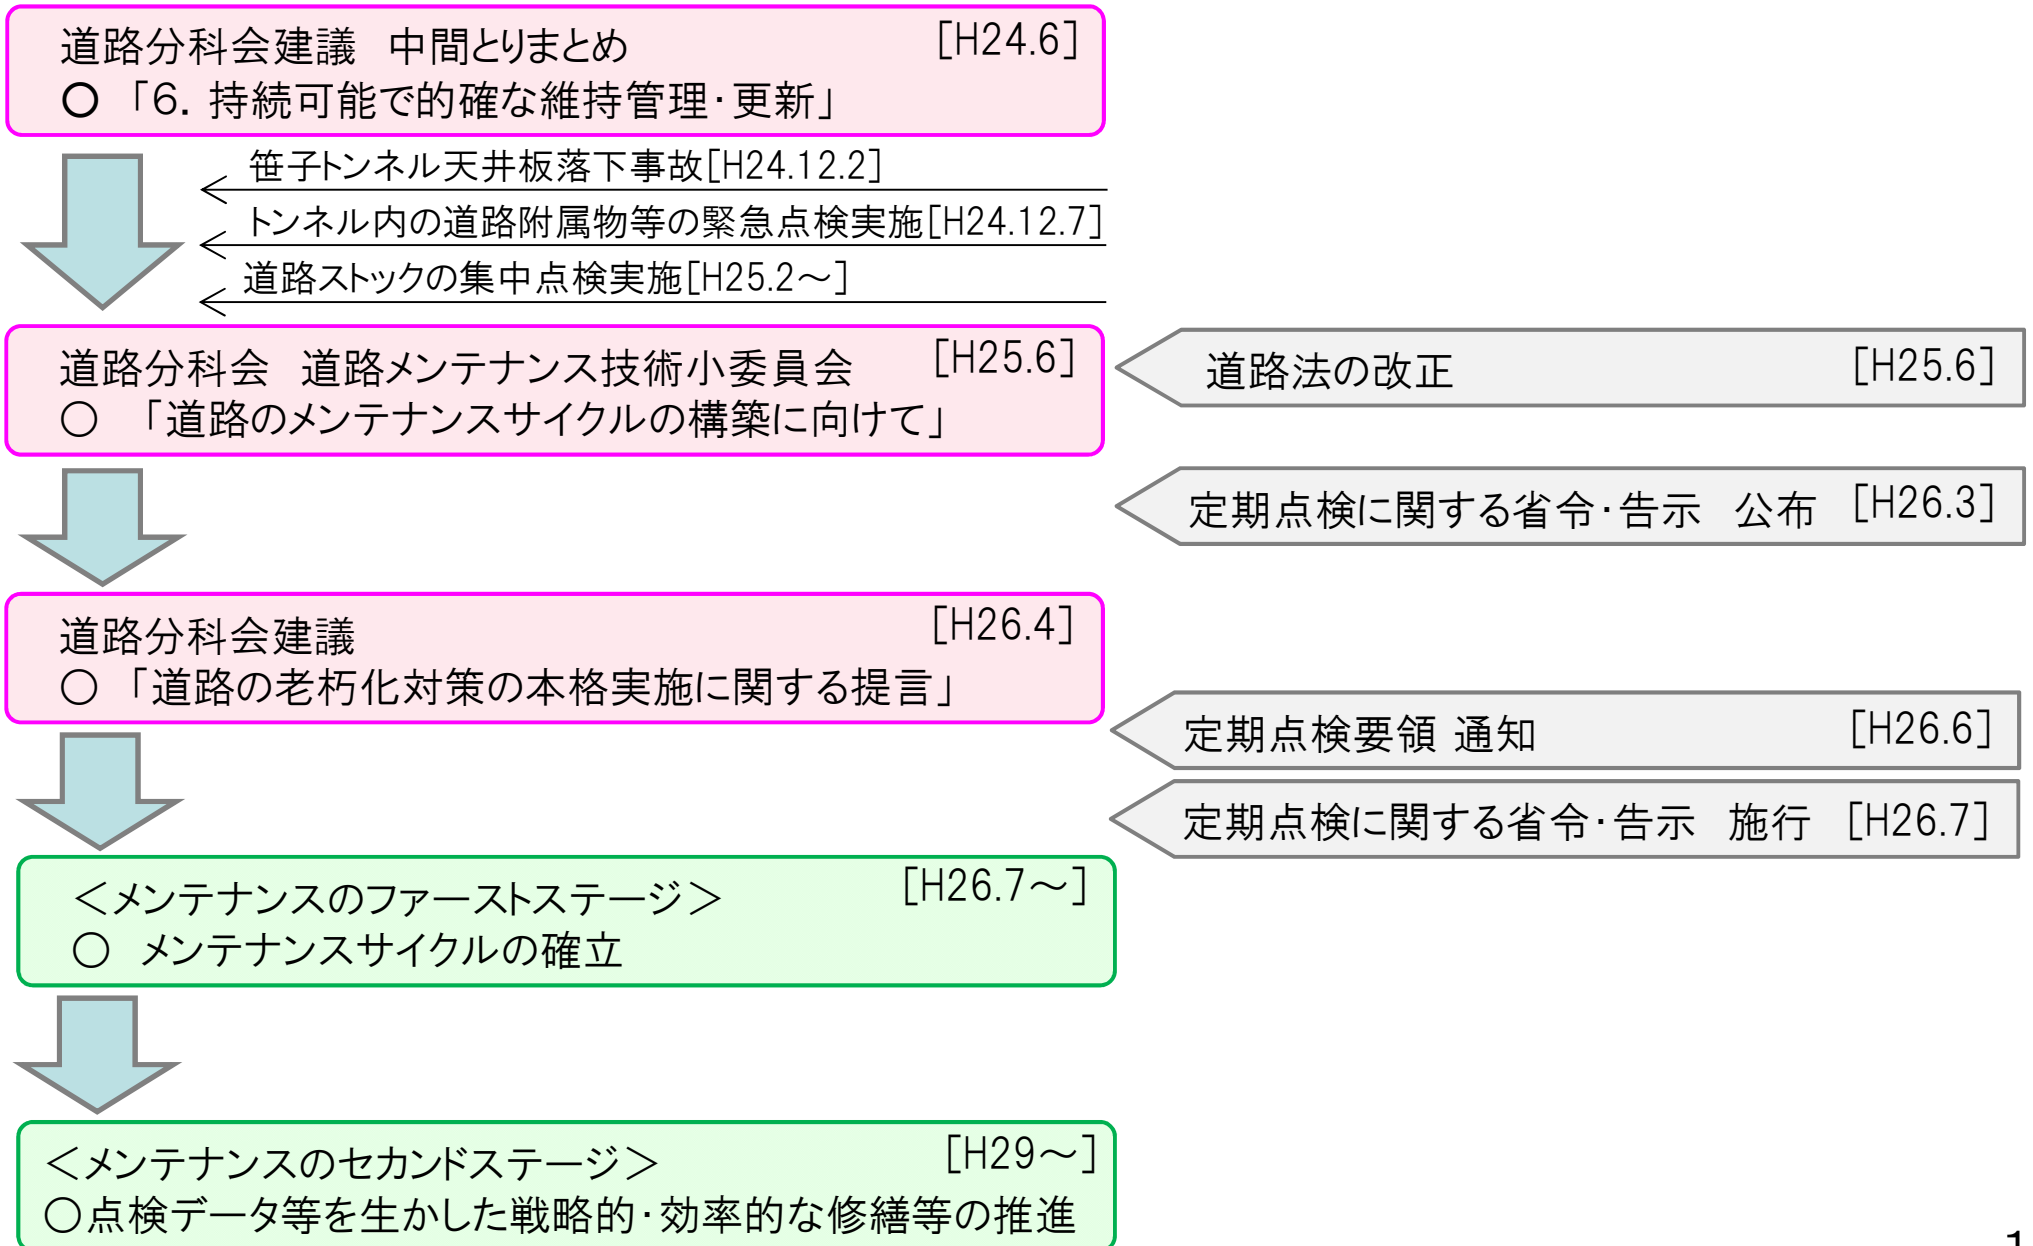 道路分科会建議　中間とりまとめ [H24.6]
○ 「６．持続可能で的確な維持管理・更新」
笹子トンネル天井板落下事故[H24.12.2]
トンネル内の道路附属物等の緊急点検実施[H24.12.7]
道路ストックの集中点検実施[H25.2～]
道路分科会　道路メンテナンス技術小委員会 [H25.6]
○　「道路のメンテナンスサイクルの構築に向けて」
道路法の改正 [H25.6]
定期点検に関する省令・告示　公布 [H26.3]
道路分科会建議 [H26.4]
○ 「道路の老朽化対策の本格実施に関する提言」
定期点検要領 通知 [H26.6]
定期点検に関する省令・告示　施行 [H26.7]
＜メンテナンスのファーストステージ＞ [H26.7～]
○　メンテナンスサイクルの確立
＜メンテナンスのセカンドステージ＞ [H29～]
○点検データ等を生かした戦略的・効率的な修繕等の推進
1